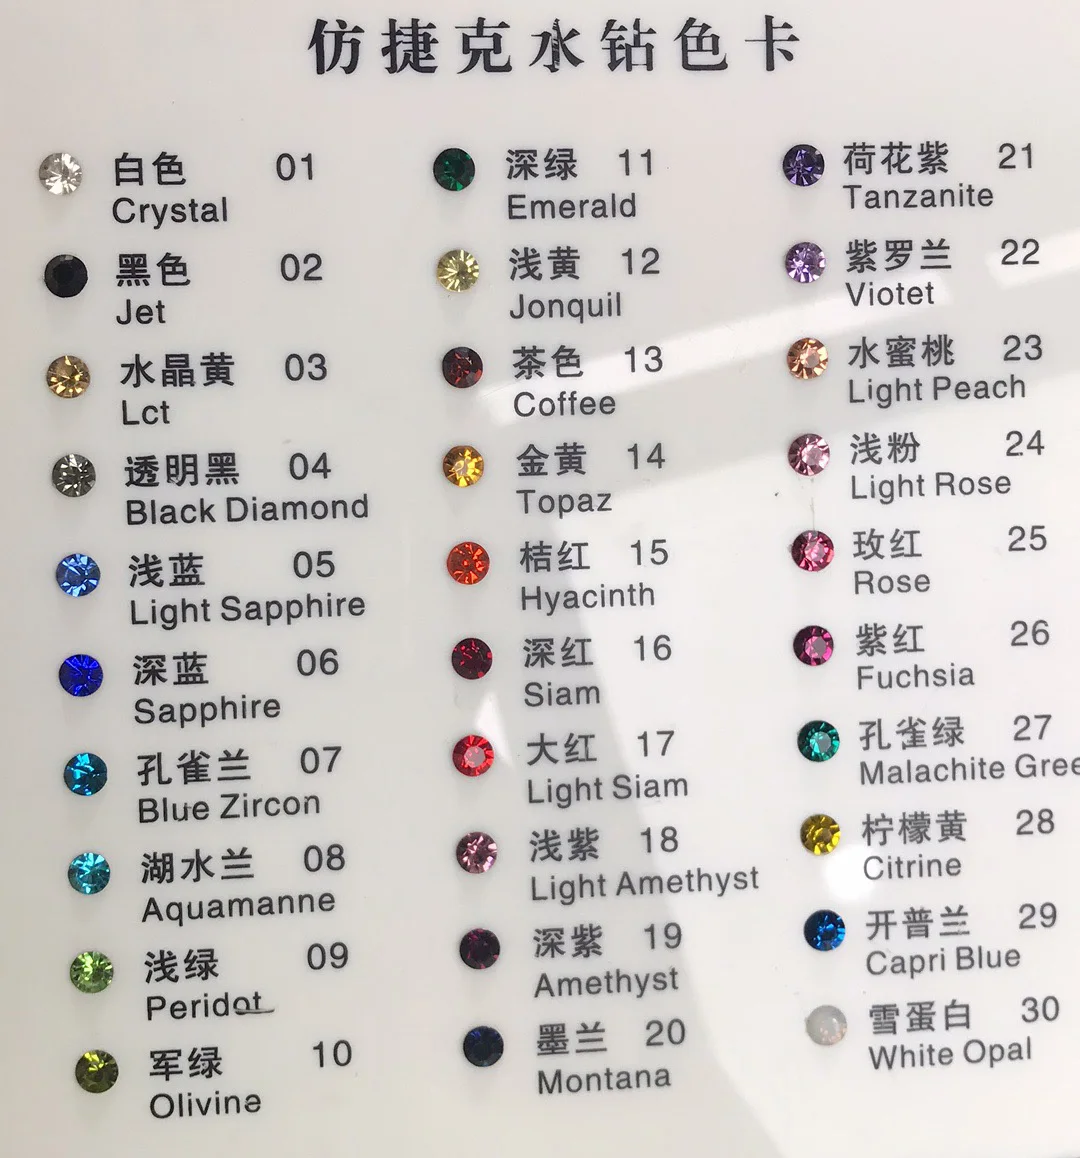 仿捷克水钻色卡
白色 01
Crystal
黑色 02
Jet
水晶黄 03
Lct
透明黑 04
Black Diamond
浅蓝 05
Light Sapphire
深蓝 06
Sapphire
孔雀兰 07
Blue Zircon
湖水兰 08
Aquamanne
浅绿 09
Peridot
军绿 10
Olivine
深绿 11
Emerald
浅黄 12
Jonquil
茶色 13
Coffee
金黄 14
Topaz
桔红 15
Hyacinth
深红 16
Siam
大红 17
Light Siam
浅紫 18
Light Amethyst
深紫 19
Amethyst
墨兰 20
Montana
荷花紫 21
Tanzanite
紫罗兰 22
Viotet
水蜜桃 23
Light Peach
浅粉 24
Light Rose
玫红 25
Rose
紫红 26
Fuchsia
孔雀绿 27
Malachite Gree
柠檬黄 28
Citrine
开普兰 29
Capri Blue
雪蛋白 30
White Opal